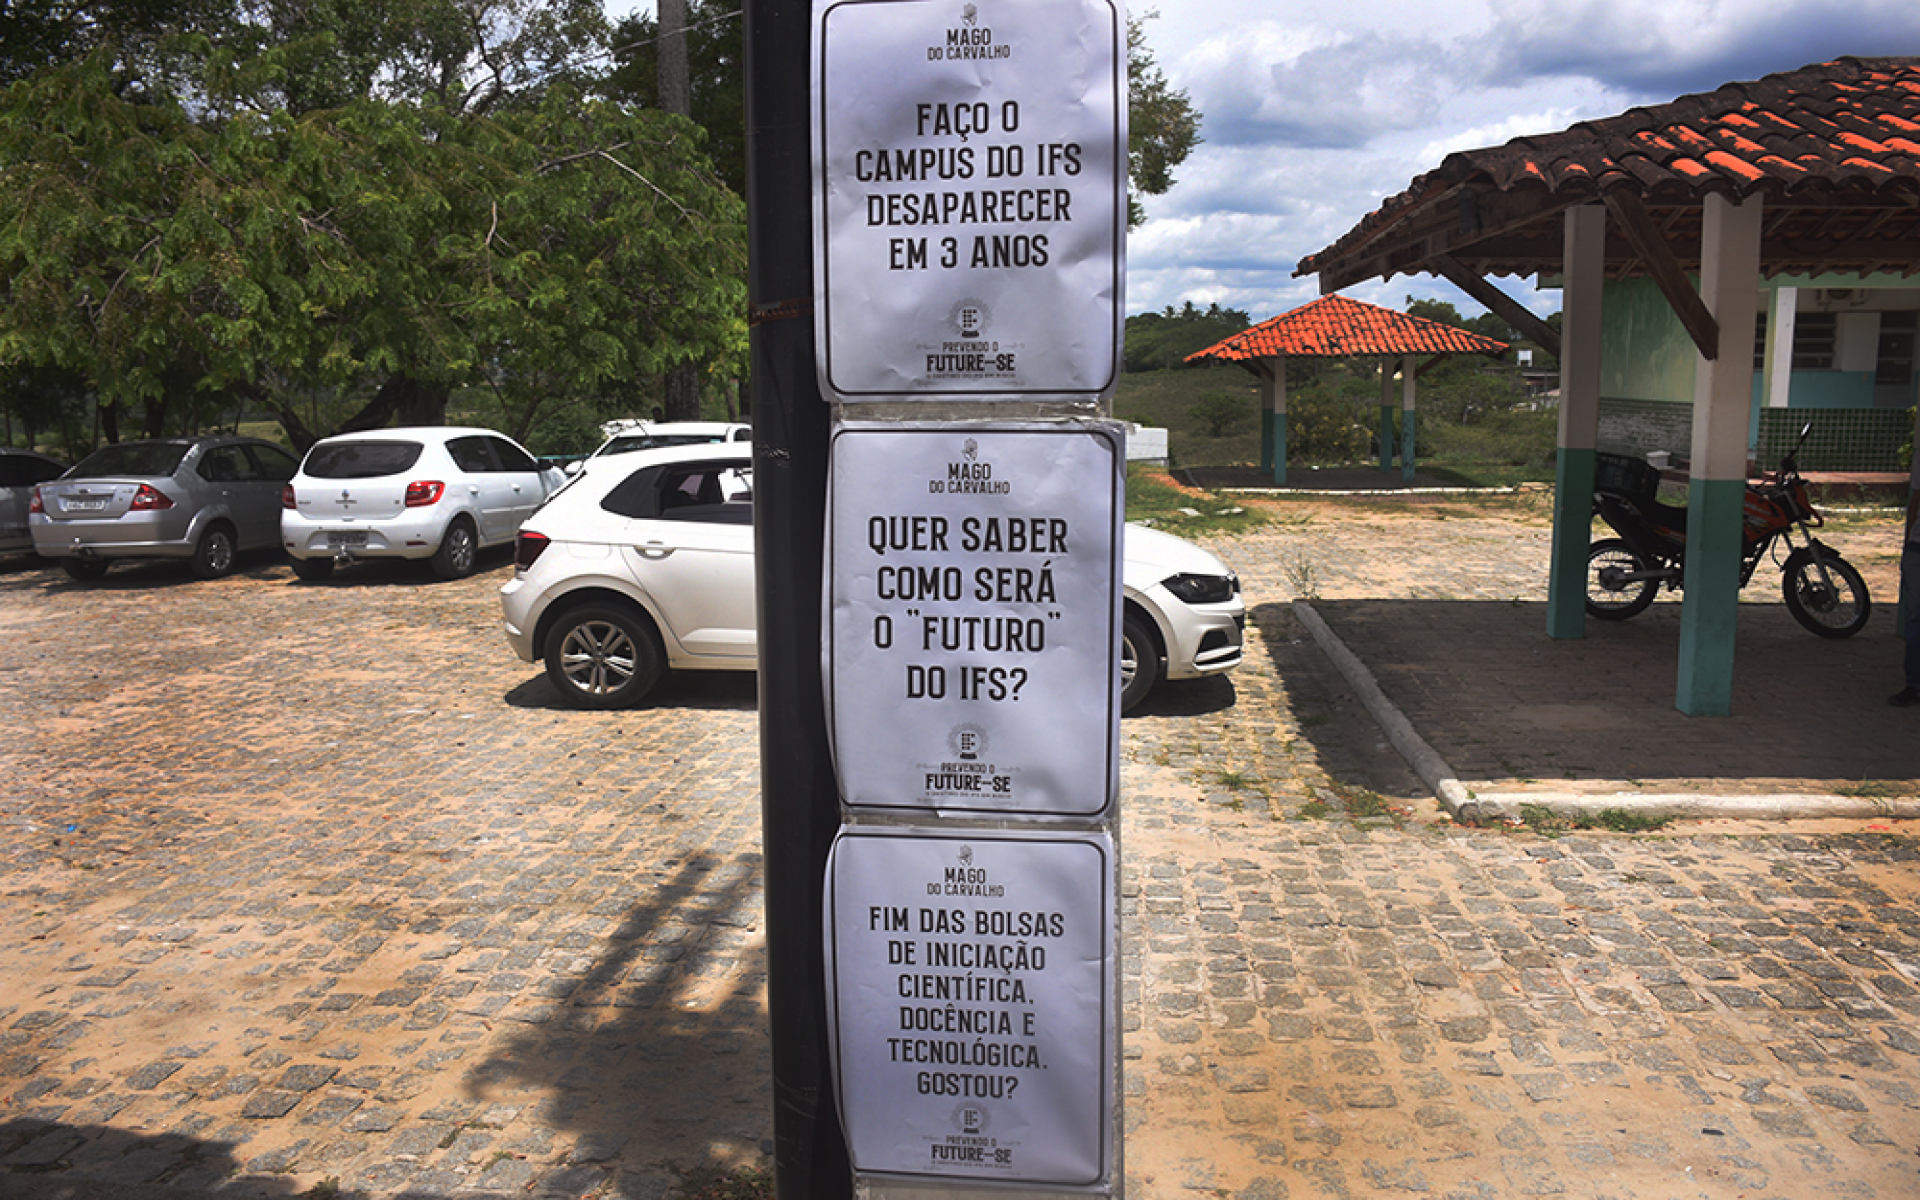 MAGO
DO CARVALHO
FAÇO O
CAMPUS DO IFS
DESAPARECER
EM 3 ANOS
PREVENDO O
FUTURE-SE
MAGO
DO CARVALHO
QUER SABER
COMO SERÁ
O "FUTURO"
DO IFS?
PREVENDO O
FUTURE-SE
MAGO
DO CARVALHO
FIM DAS BOLSAS
DE INICIAÇÃO
CIENTÍFICA,
DOCÊNCIA E
TECNOLÓGICA.
GOSTOU?
PREVENDO O
FUTURE-SE